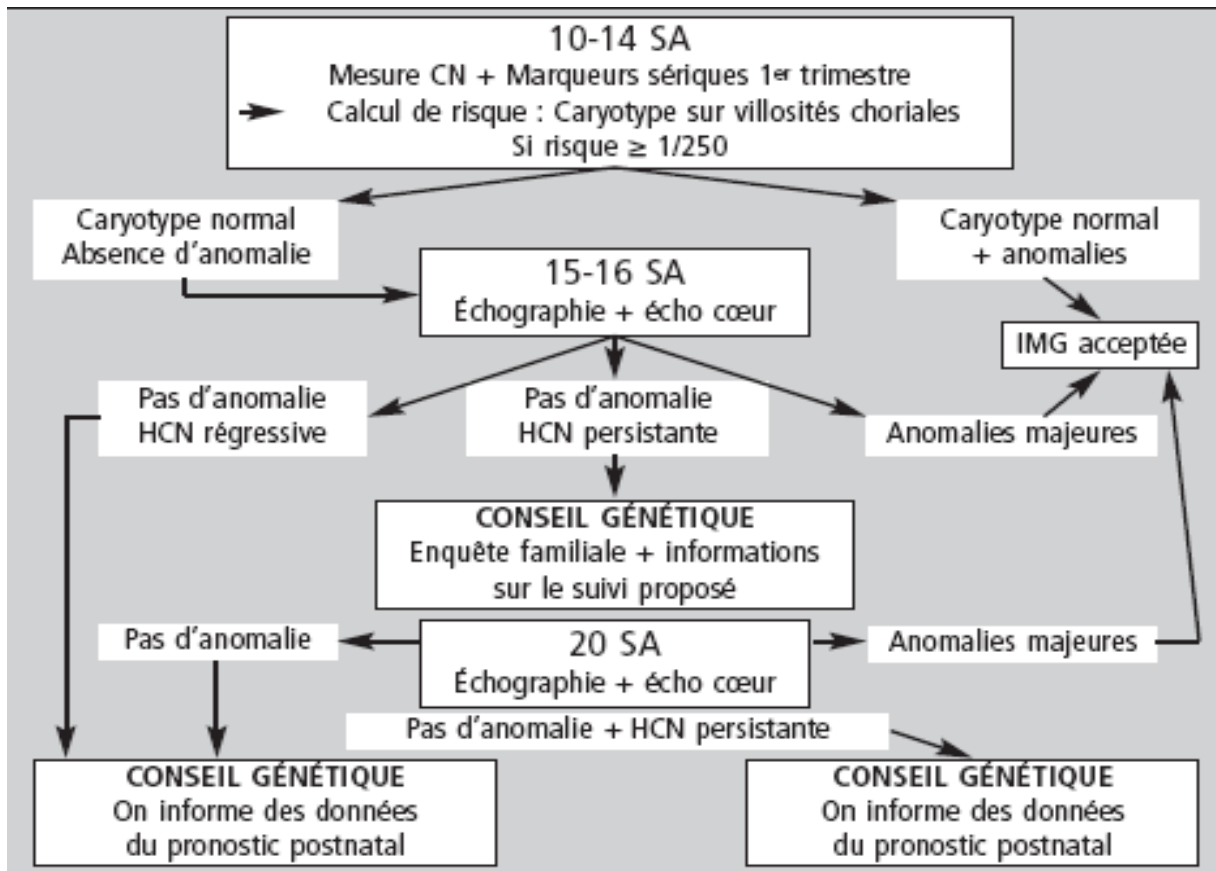 10-14 SA
Mesure CN + Marqueurs sériques 1er trimestre
Calcul de risque : Caryotype sur villosités choriales
Si risque ≥ 1/250
Caryotype normal
Absence d'anomalie
Caryotype normal
+ anomalies
15-16 SA
Échographie + écho cœur
IMG acceptée
Pas d'anomalie
HCN régressive
Pas d'anomalie
HCN persistante
Anomalies majeures
CONSEIL GÉNÉTIQUE
Enquête familiale + informations
sur le suivi proposé
Pas d'anomalie
20 SA
Échographie + écho cœur
Anomalies majeures
Pas d'anomalie + HCN persistante
CONSEIL GÉNÉTIQUE
On informe des données
du pronostic postnatal
CONSEIL GÉNÉTIQUE
On informe des données
du pronostic postnatal